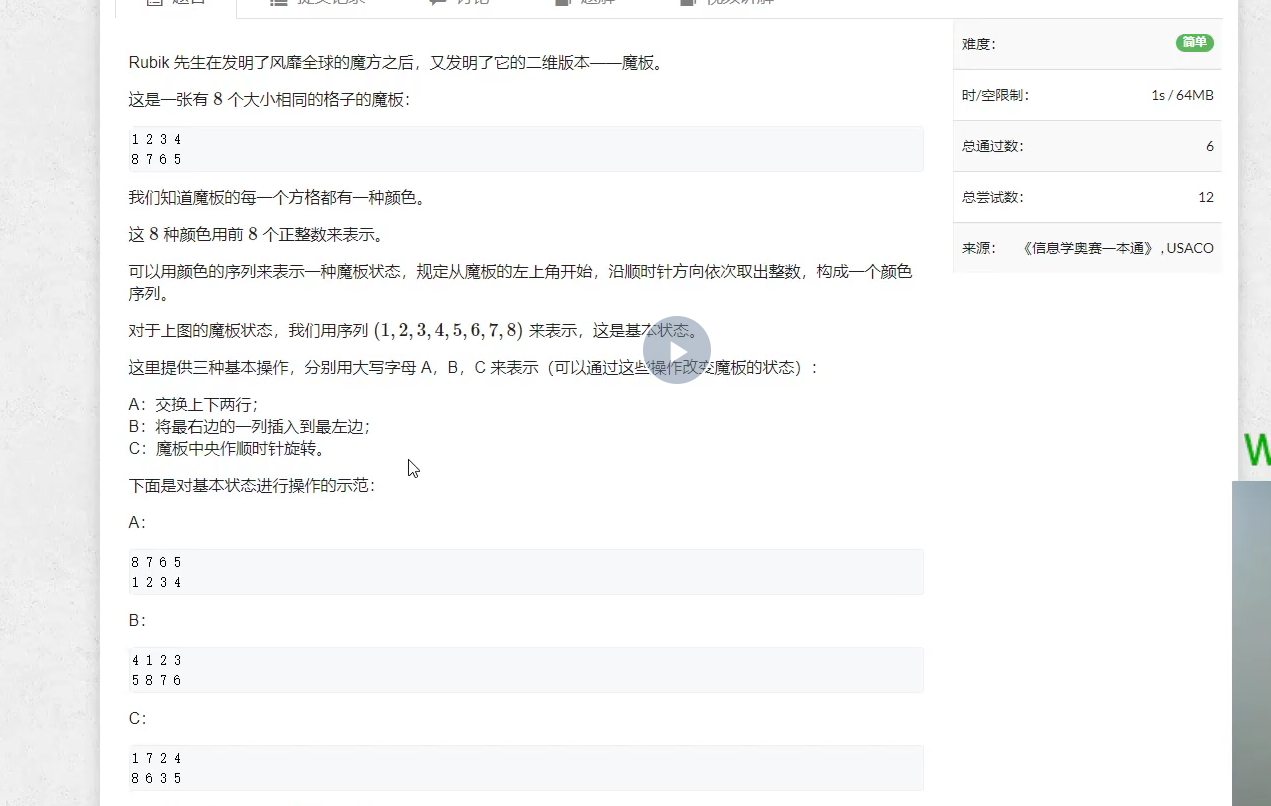 题目 提交记录 讨论 题解 视频讲解
Rubik 先生在发明了风靡全球的魔方之后，又发明了它的二维版本——魔板。
这是一张有 8 个大小相同的格子的魔板：
1 2 3 4
8 7 6 5
我们知道魔板的每一个方格都有一种颜色。
这 8 种颜色用前 8 个正整数来表示。
可以用颜色的序列来表示一种魔板状态，规定从魔板的左上角开始，沿顺时针方向依次取出整数，构成一个颜色
序列。
对于上图的魔板状态，我们用序列 (1, 2, 3, 4, 5, 6, 7, 8) 来表示，这是基本状态。
这里提供三种基本操作，分别用大写字母 A，B，C 来表示（可以通过这些操作改变魔板的状态）：
A：交换上下两行；
B：将最右边的一列插入到最左边；
C：魔板中央作顺时针旋转。
下面是对基本状态进行操作的示范：
A：
8 7 6 5
1 2 3 4
B：
4 1 2 3
5 8 7 6
C：
1 7 2 4
8 6 3 5
难度： 简单
时/空限制： 1s / 64MB
总通过数： 6
总尝试数： 12
来源： 《信息学奥赛一本通》 , USACO
W